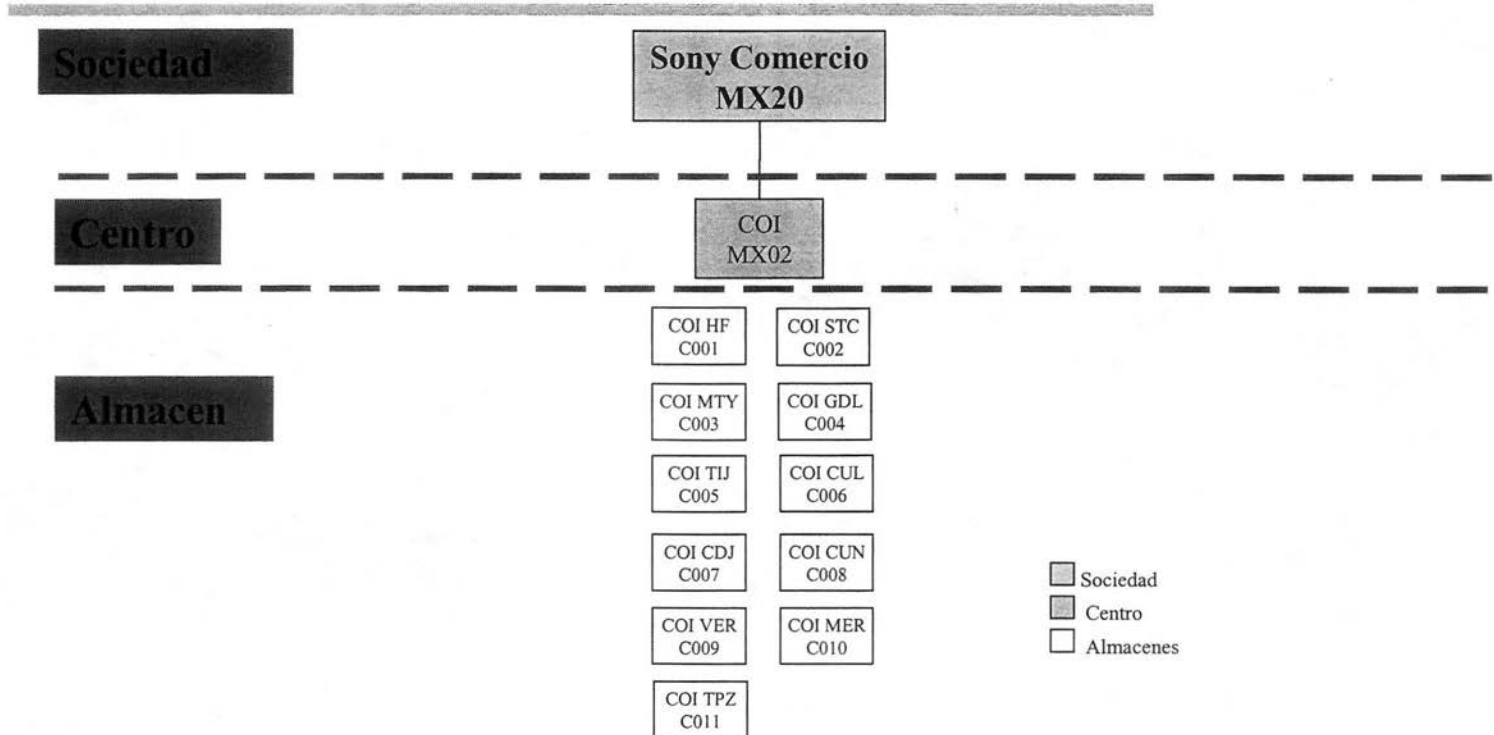 Sociedad
Sony Comercio
MX20
Centro
COI
MX02
Almacen
COI HF
C001
COI STC
C002
COI MTY
C003
COI GDL
C004
COI TIJ
C005
COI CUL
C006
COI CDJ
C007
COI CUN
C008
COI VER
C009
COI MER
C010
COI TPZ
C011
Sociedad
Centro
Almacenes